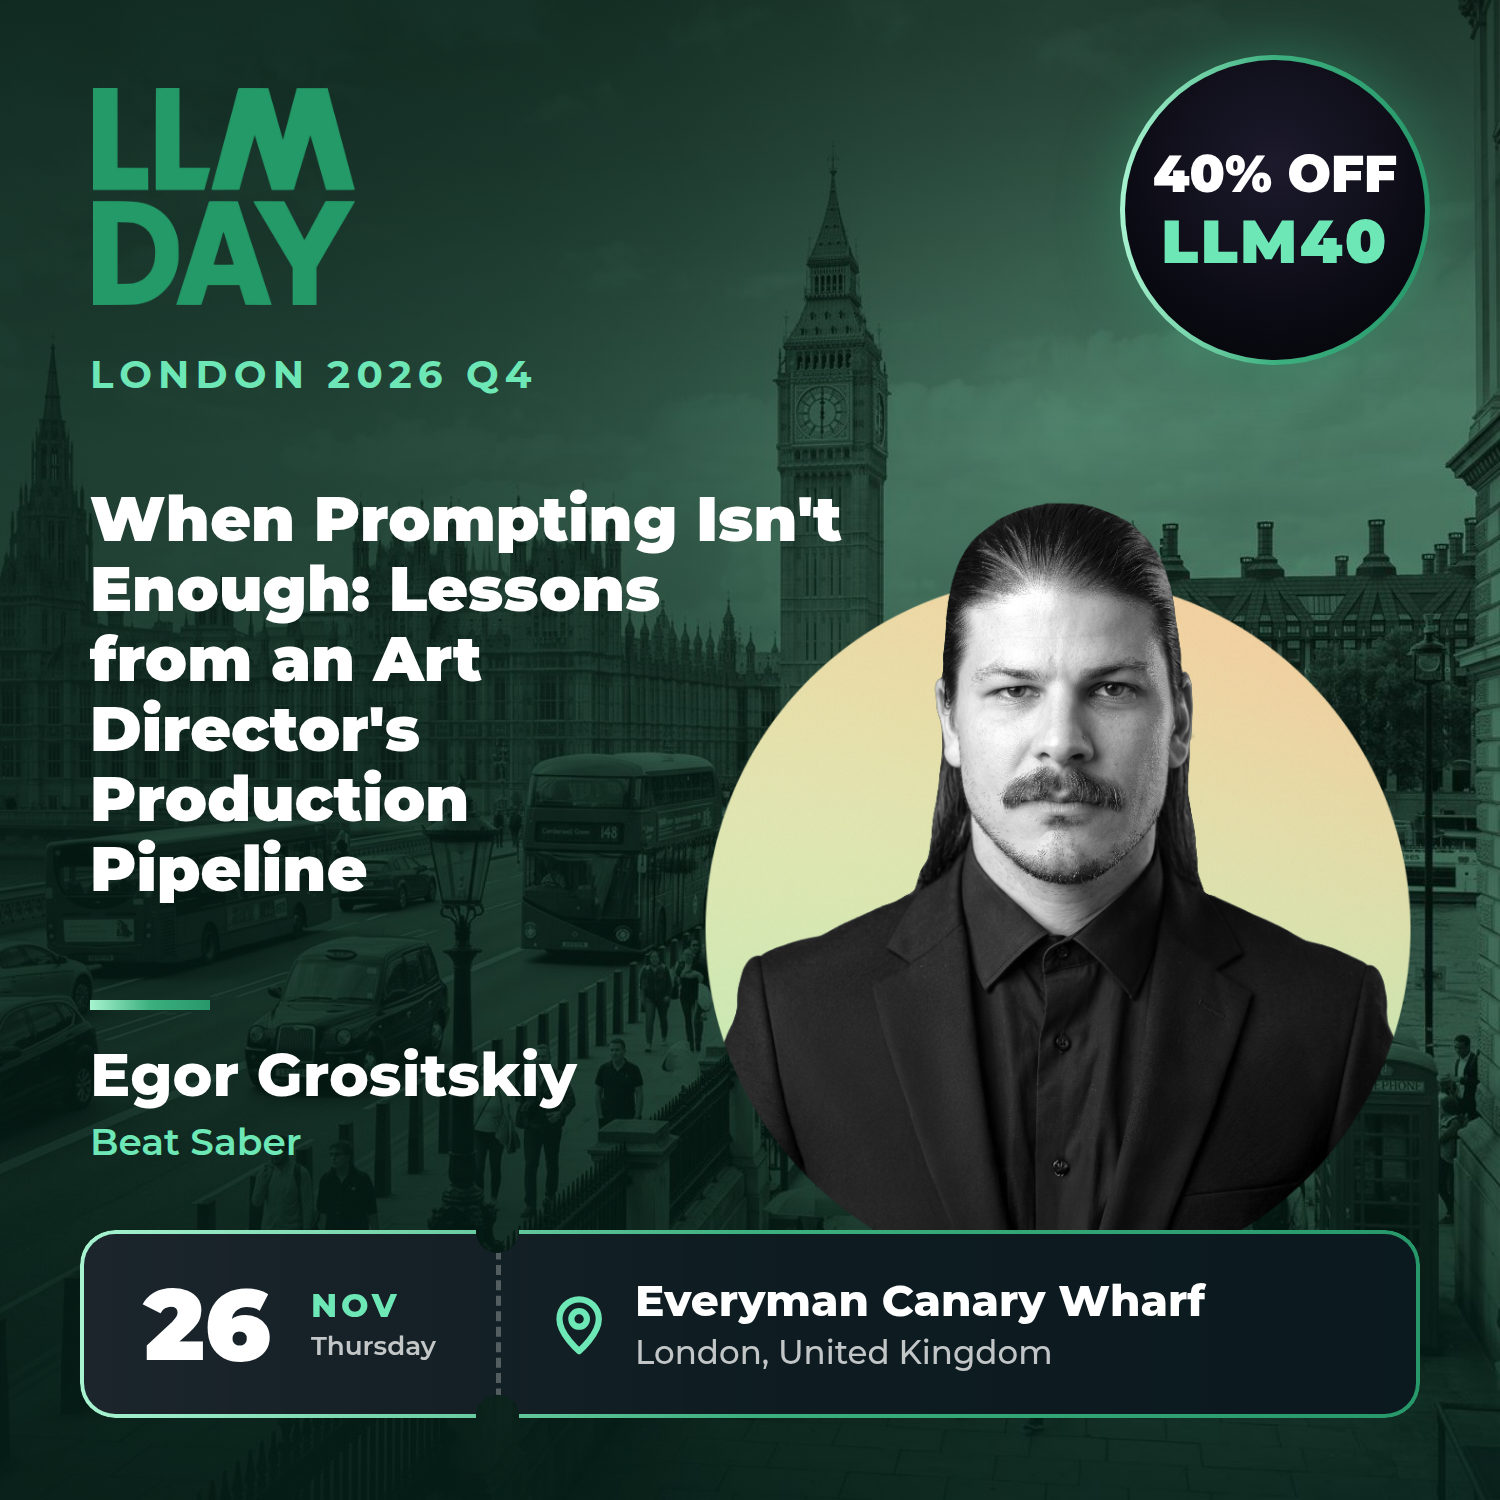 LLM
DAY
LONDON 2026 Q4
40% OFF
LLM40
When Prompting Isn't
Enough: Lessons
from an Art
Director's
Production
Pipeline
148
Egor Grositskiy
Beat Saber
26
NOV
Thursday
Everyman Canary Wharf
London, United Kingdom